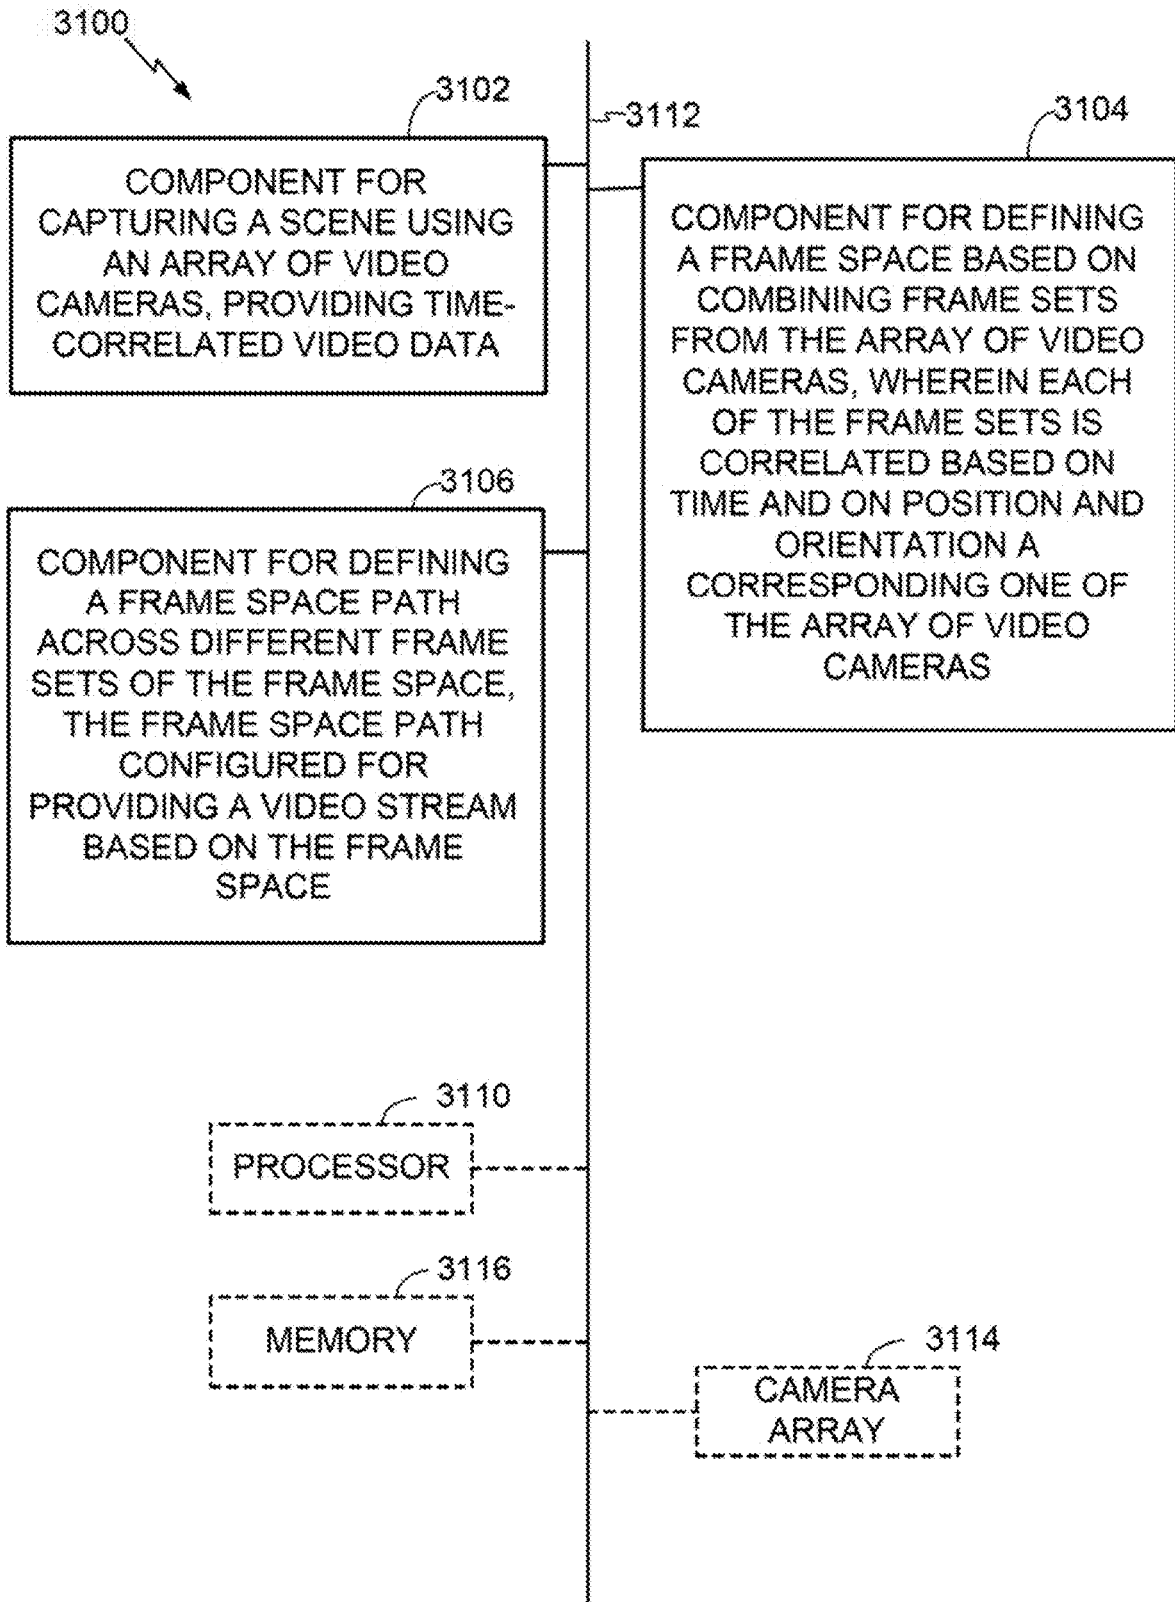 3100
3102
3112
3104
COMPONENT FOR
CAPTURING A SCENE USING
AN ARRAY OF VIDEO
CAMERAS, PROVIDING TIME-
CORRELATED VIDEO DATA
COMPONENT FOR DEFINING
A FRAME SPACE BASED ON
COMBINING FRAME SETS
FROM THE ARRAY OF VIDEO
CAMERAS, WHEREIN EACH
OF THE FRAME SETS IS
CORRELATED BASED ON
TIME AND ON POSITION AND
ORIENTATION A
CORRESPONDING ONE OF
THE ARRAY OF VIDEO
CAMERAS
3106
COMPONENT FOR DEFINING
A FRAME SPACE PATH
ACROSS DIFFERENT FRAME
SETS OF THE FRAME SPACE,
THE FRAME SPACE PATH
CONFIGURED FOR
PROVIDING A VIDEO STREAM
BASED ON THE FRAME
SPACE
3110
PROCESSOR
3116
MEMORY
3114
CAMERA
ARRAY